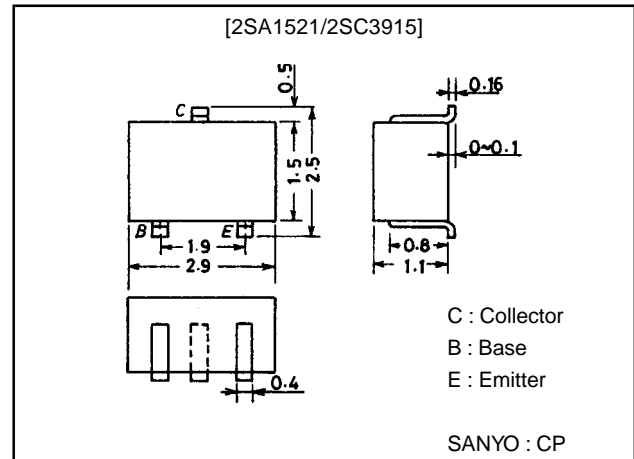 [2SA1521/2SC3915]
0.5
0.16
C
1.5
2.5
0~0.1
B
E
1.9
0.8
2.9
1.1
C : Collector
B : Base
E : Emitter
0.4
SANYO : CP